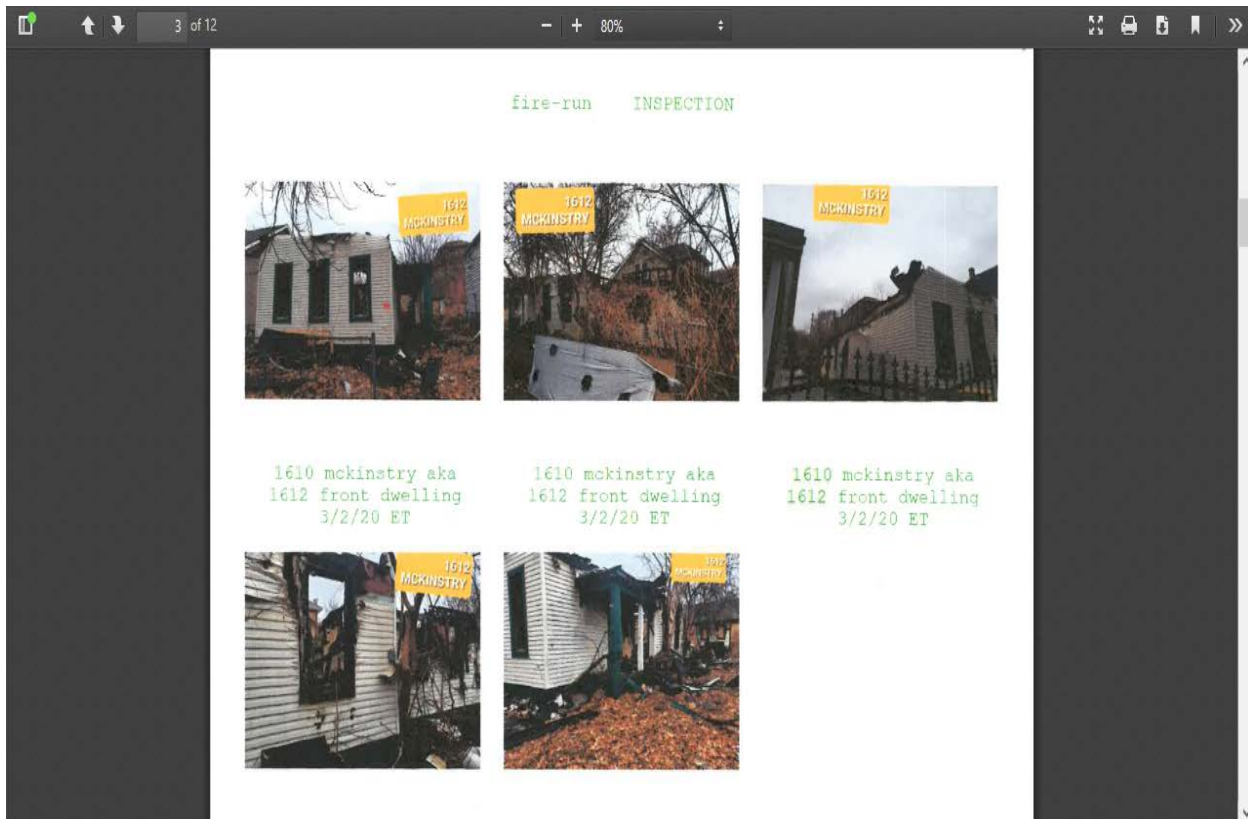 3 of 12
80%
fire-run INSPECTION
1612
MCKINSTRY
1612
MCKINSTRY
1612
MCKINSTRY
1610 mckinstry aka
1612 front dwelling
3/2/20 ET
1610 mckinstry aka
1612 front dwelling
3/2/20 ET
1610 mckinstry aka
1612 front dwelling
3/2/20 ET
1612
MCKINSTRY
1612
MCKINSTRY